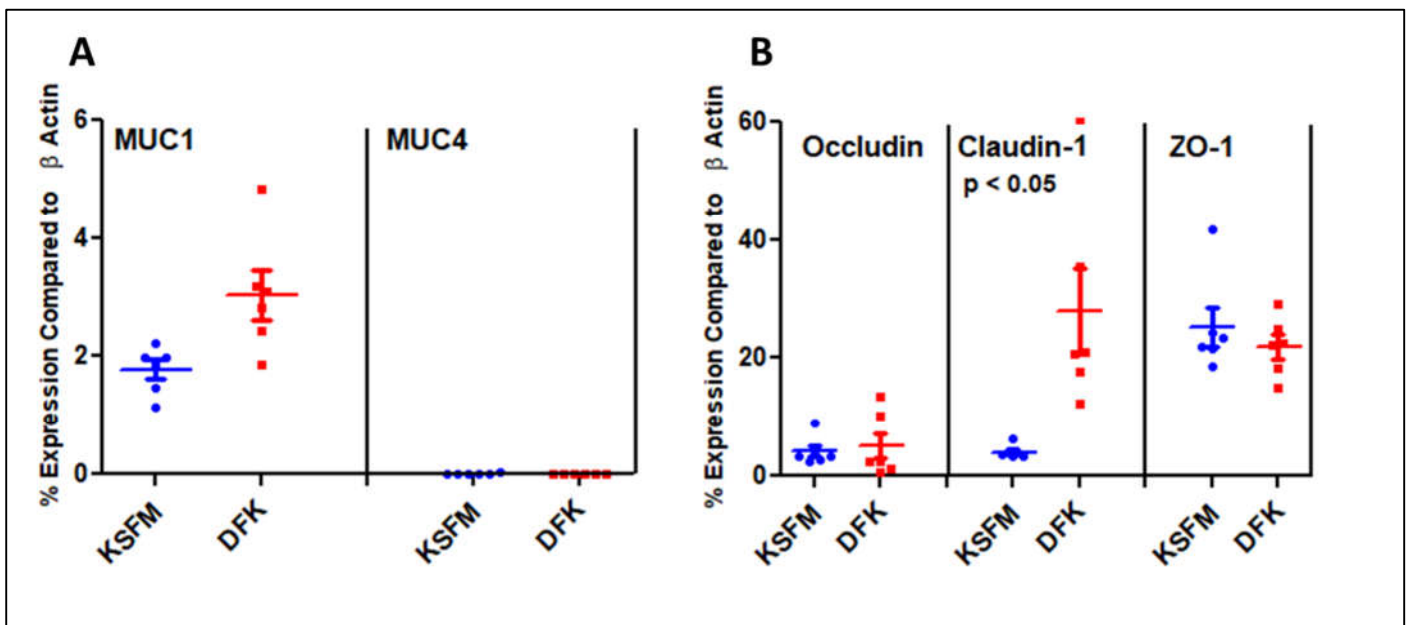 A
% Expression Compared to β Actin
6
4
2
0
MUC1
MUC4
KSFM
DFK
KSFM
DFK
B
% Expression Compared to β Actin
60
40
20
0
Occludin
Claudin-1
p < 0.05
ZO-1
KSFM
DFK
KSFM
DFK
KSFM
DFK